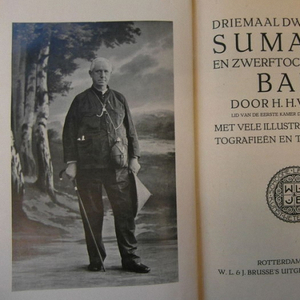 DRIEMAAL DW
SUMA
EN ZWERFTOC
BA
DOOR H. H. V
LID VAN DE EERSTE KAMER D
MET VELE ILLUSTR
TOGRAFIEËN EN T
W L
J B
ROTTERDAM
W. L. & J. BRUSSE'S UITG